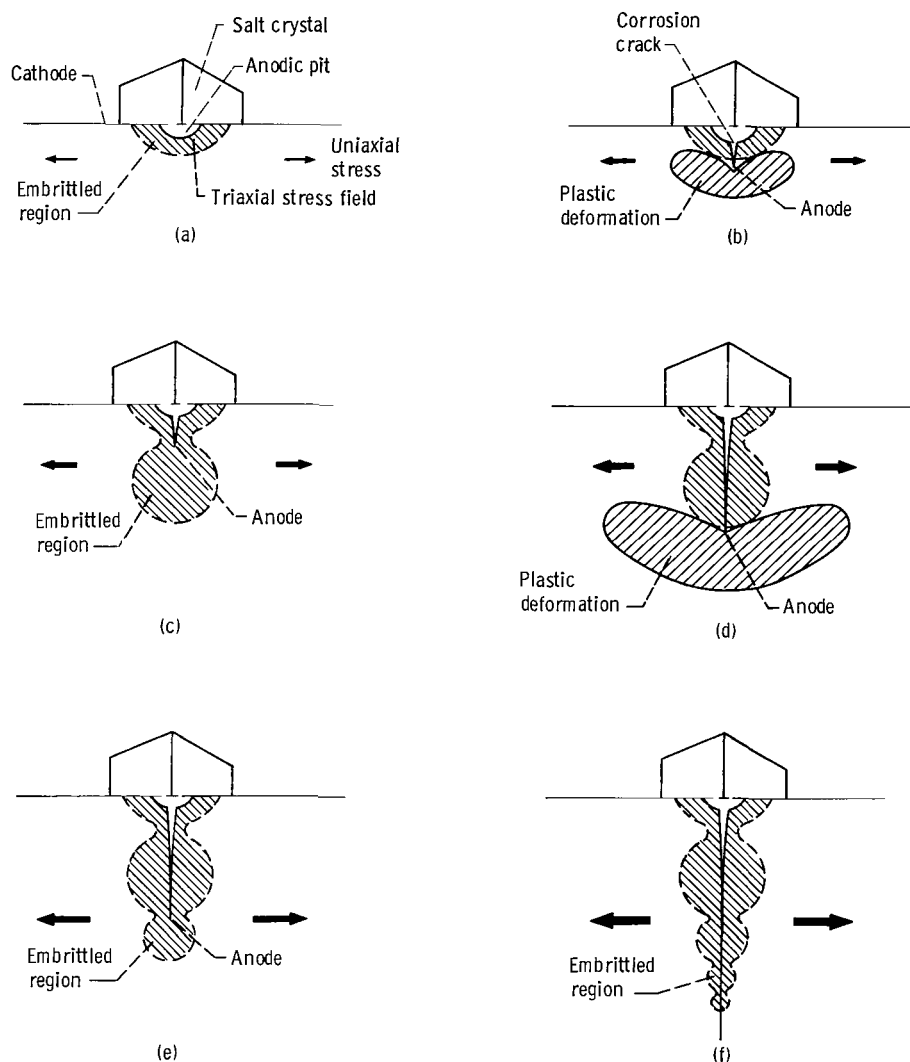 Salt crystal
Anodic pit
Cathode
Uniaxial
stress
Embrittled
region
Triaxial stress field
(a)
Corrosion
crack
Plastic
deformation
Anode
(b)
Embrittled
region
Anode
(c)
Plastic
deformation
Anode
(d)
Embrittled
region
Anode
(e)
Embrittled
region
(f)